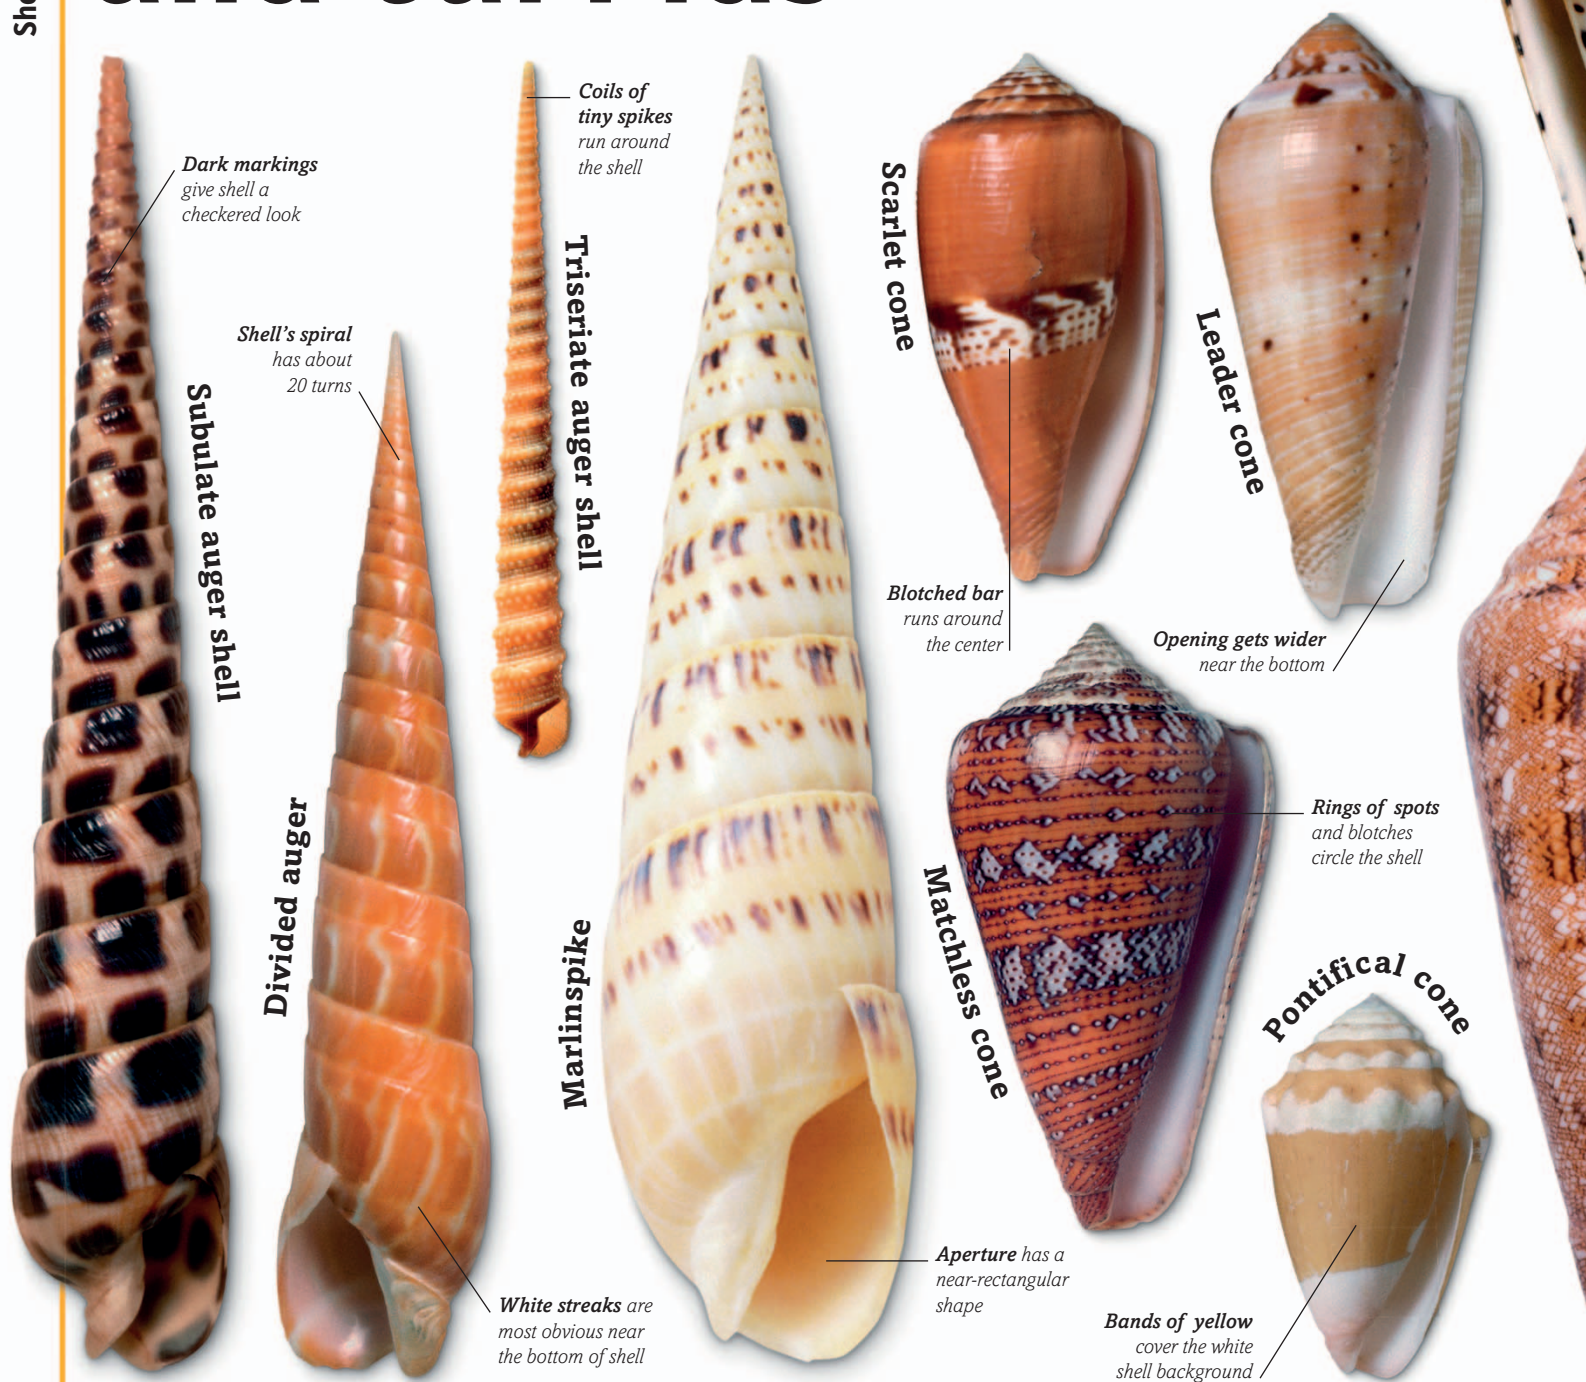 Dark markings
give shell a
checkered look
Subulate auger shell
Shell's spiral
has about
20 turns
Divided auger
White streaks are
most obvious near
the bottom of shell
Coils of
tiny spikes
run around
the shell
Triseriate auger shell
Marlinspike
Aperture has a
near-rectangular
shape
Scarlet cone
Blotched bar
runs around
the center
Leader cone
Opening gets wider
near the bottom
Matchless cone
Rings of spots
and blotches
circle the shell
Pontifical cone
Bands of yellow
cover the white
shell background